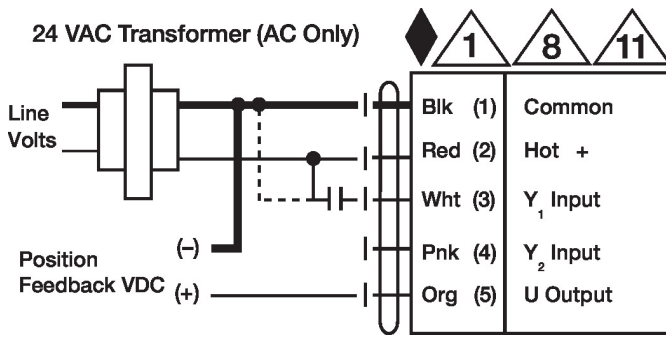 24 VAC Transformer (AC Only)
1 8 11
Line
Volts
Blk (1) Common
Red (2) Hot +
Wht (3) Y1 Input
Pnk (4) Y2 Input
Org (5) U Output
Position
Feedback VDC
(–)
(+)